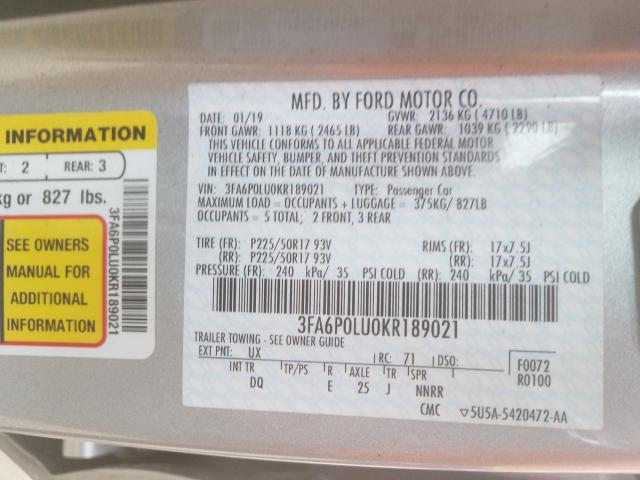 INFORMATION
2 REAR: 3
kg or 827 lbs.
SEE OWNERS
MANUAL FOR
ADDITIONAL
INFORMATION
3FA6P0LU0KR189021
MFD. BY FORD MOTOR CO.
DATE: 01/19 GVWR: 2136 KG ( 4710 LB)
FRONT GAWR: 1118 KG ( 2465 LB) REAR GAWR: 1039 KG ( 2290 LB)
THIS VEHICLE CONFORMS TO ALL APPLICABLE FEDERAL MOTOR
VEHICLE SAFETY, BUMPER, AND THEFT PREVENTION STANDARDS
IN EFFECT ON THE DATE OF MANUFACTURE SHOWN ABOVE.
VIN: 3FA6P0LU0KR189021 TYPE: Passenger Car
MAXIMUM LOAD = OCCUPANTS + LUGGAGE = 375KG/ 827LB
OCCUPANTS = 5 TOTAL; 2 FRONT, 3 REAR
TIRE (FR): P225/50R17 93V RIMS (FR): 17x7.5J
(RR): P225/50R17 93V (RR): 17x7.5J
PRESSURE (FR): 240 kPa/ 35 PSI COLD (RR): 240 kPa/ 35 PSI COLD
3FA6P0LU0KR189021
TRAILER TOWING - SEE OWNER GUIDE
EXT PNT: UX RC: 71 DSO: F0072
INT TR TP/PS R AXLE TR SPR R0100
DQ E 25 J NNRR
CMC ▽5U5A-5420472-AA